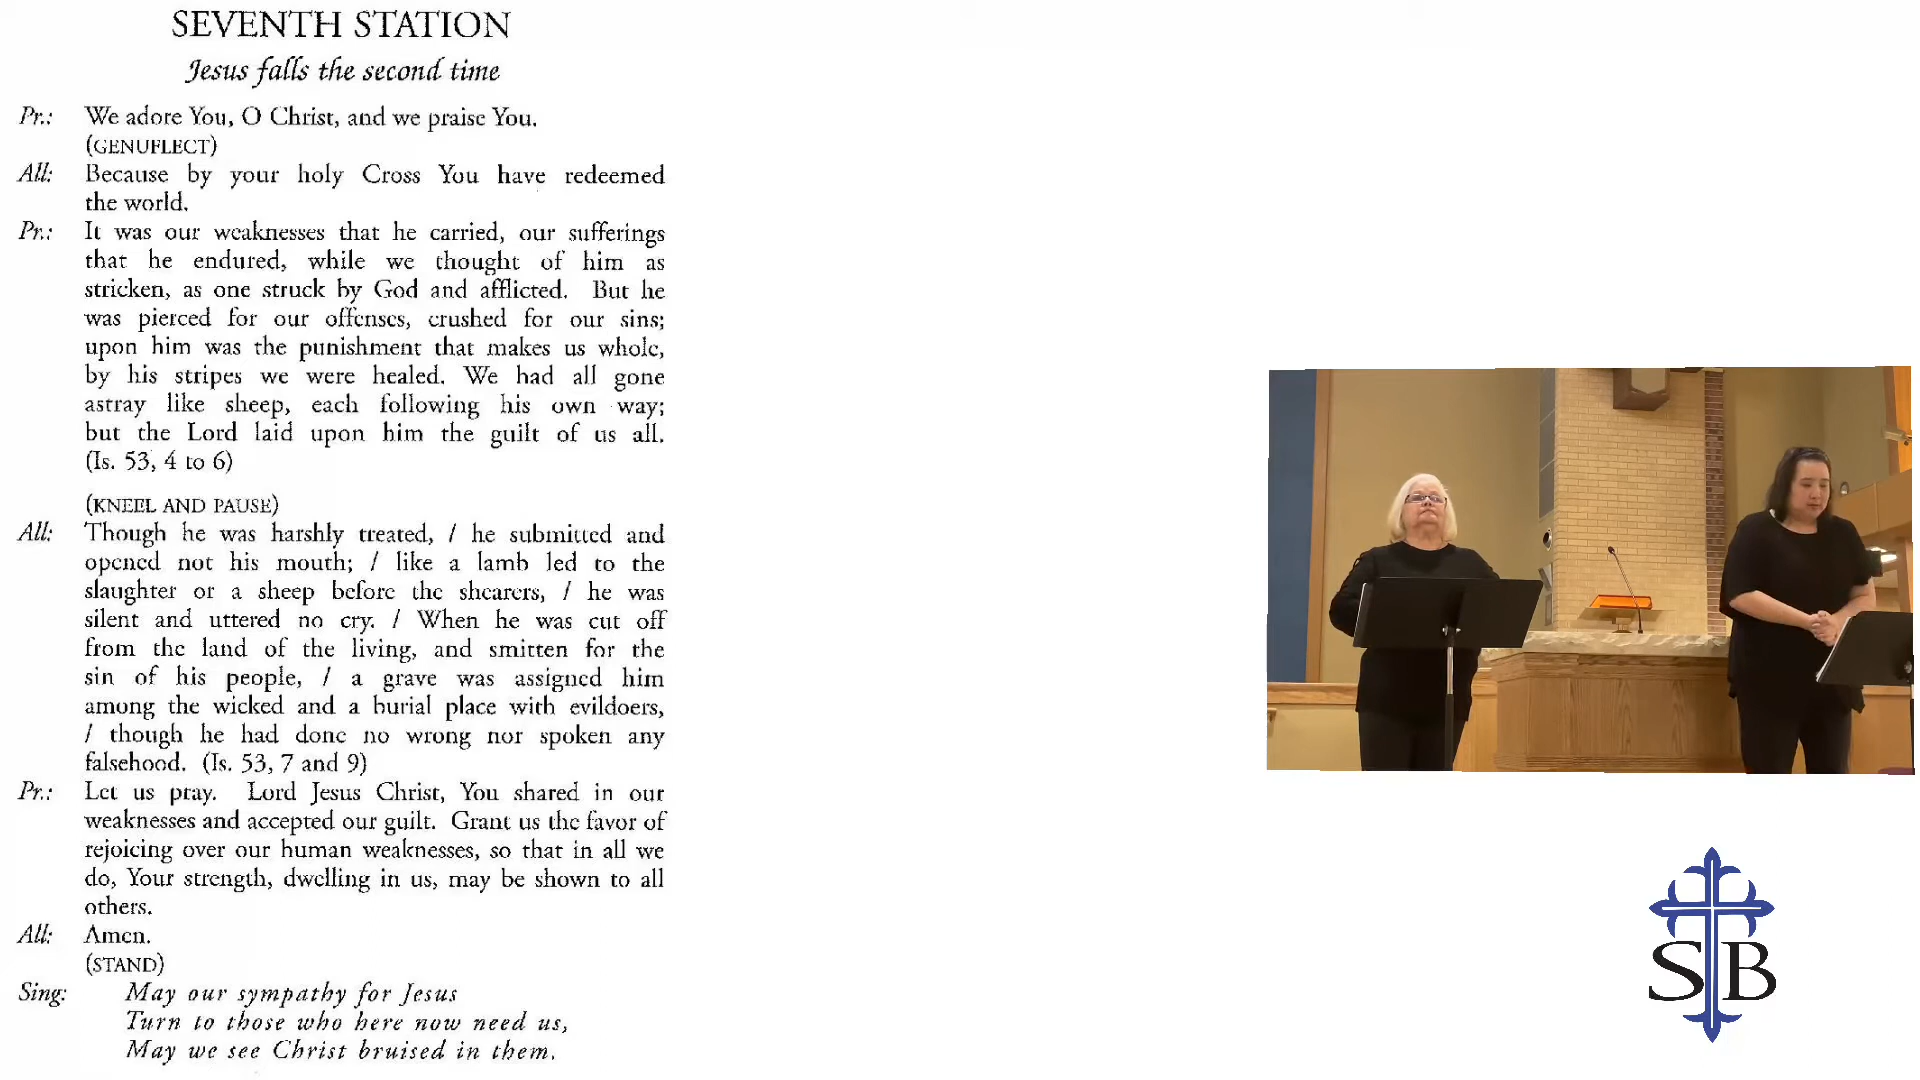 SEVENTH STATION
Jesus falls the second time
Pr.: We adore You, O Christ, and we praise You.
(GENUFLECT)
All: Because by your holy Cross You have redeemed
the world.
Pr.: It was our weaknesses that he carried, our sufferings
that he endured, while we thought of him as
stricken, as one struck by God and afflicted. But he
was pierced for our offenses, crushed for our sins;
upon him was the punishment that makes us whole,
by his stripes we were healed. We had all gone
astray like sheep, each following his own way;
but the Lord laid upon him the guilt of us all.
(Is. 53, 4 to 6)
(KNEEL AND PAUSE)
All: Though he was harshly treated, / he submitted and
opened not his mouth; / like a lamb led to the
slaughter or a sheep before the shearers, / he was
silent and uttered no cry. / When he was cut off
from the land of the living, and smitten for the
sin of his people, / a grave was assigned him
among the wicked and a burial place with evildoers,
/ though he had done no wrong nor spoken any
falsehood. (Is. 53, 7 and 9)
Pr.: Let us pray. Lord Jesus Christ, You shared in our
weaknesses and accepted our guilt. Grant us the favor of
rejoicing over our human weaknesses, so that in all we
do, Your strength, dwelling in us, may be shown to all
others.
All: Amen.
(STAND)
Sing: May our sympathy for Jesus
Turn to those who here now need us,
May we see Christ bruised in them.
SB